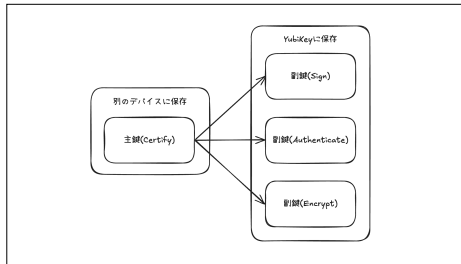 YubiKeyに保存
副鍵(Sign)
別のデバイスに保存
主鍵(Certify)
副鍵(Authenticate)
副鍵(Encrypt)